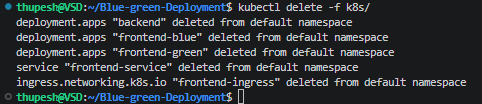 thupesh@VSD:~/Blue-green-Deployment$ kubectl delete -f k8s/
deployment.apps "backend" deleted from default namespace
deployment.apps "frontend-blue" deleted from default namespace
deployment.apps "frontend-green" deleted from default namespace
service "frontend-service" deleted from default namespace
ingress.networking.k8s.io "frontend-ingress" deleted from default namespace
thupesh@VSD:~/Blue-green-Deployment$